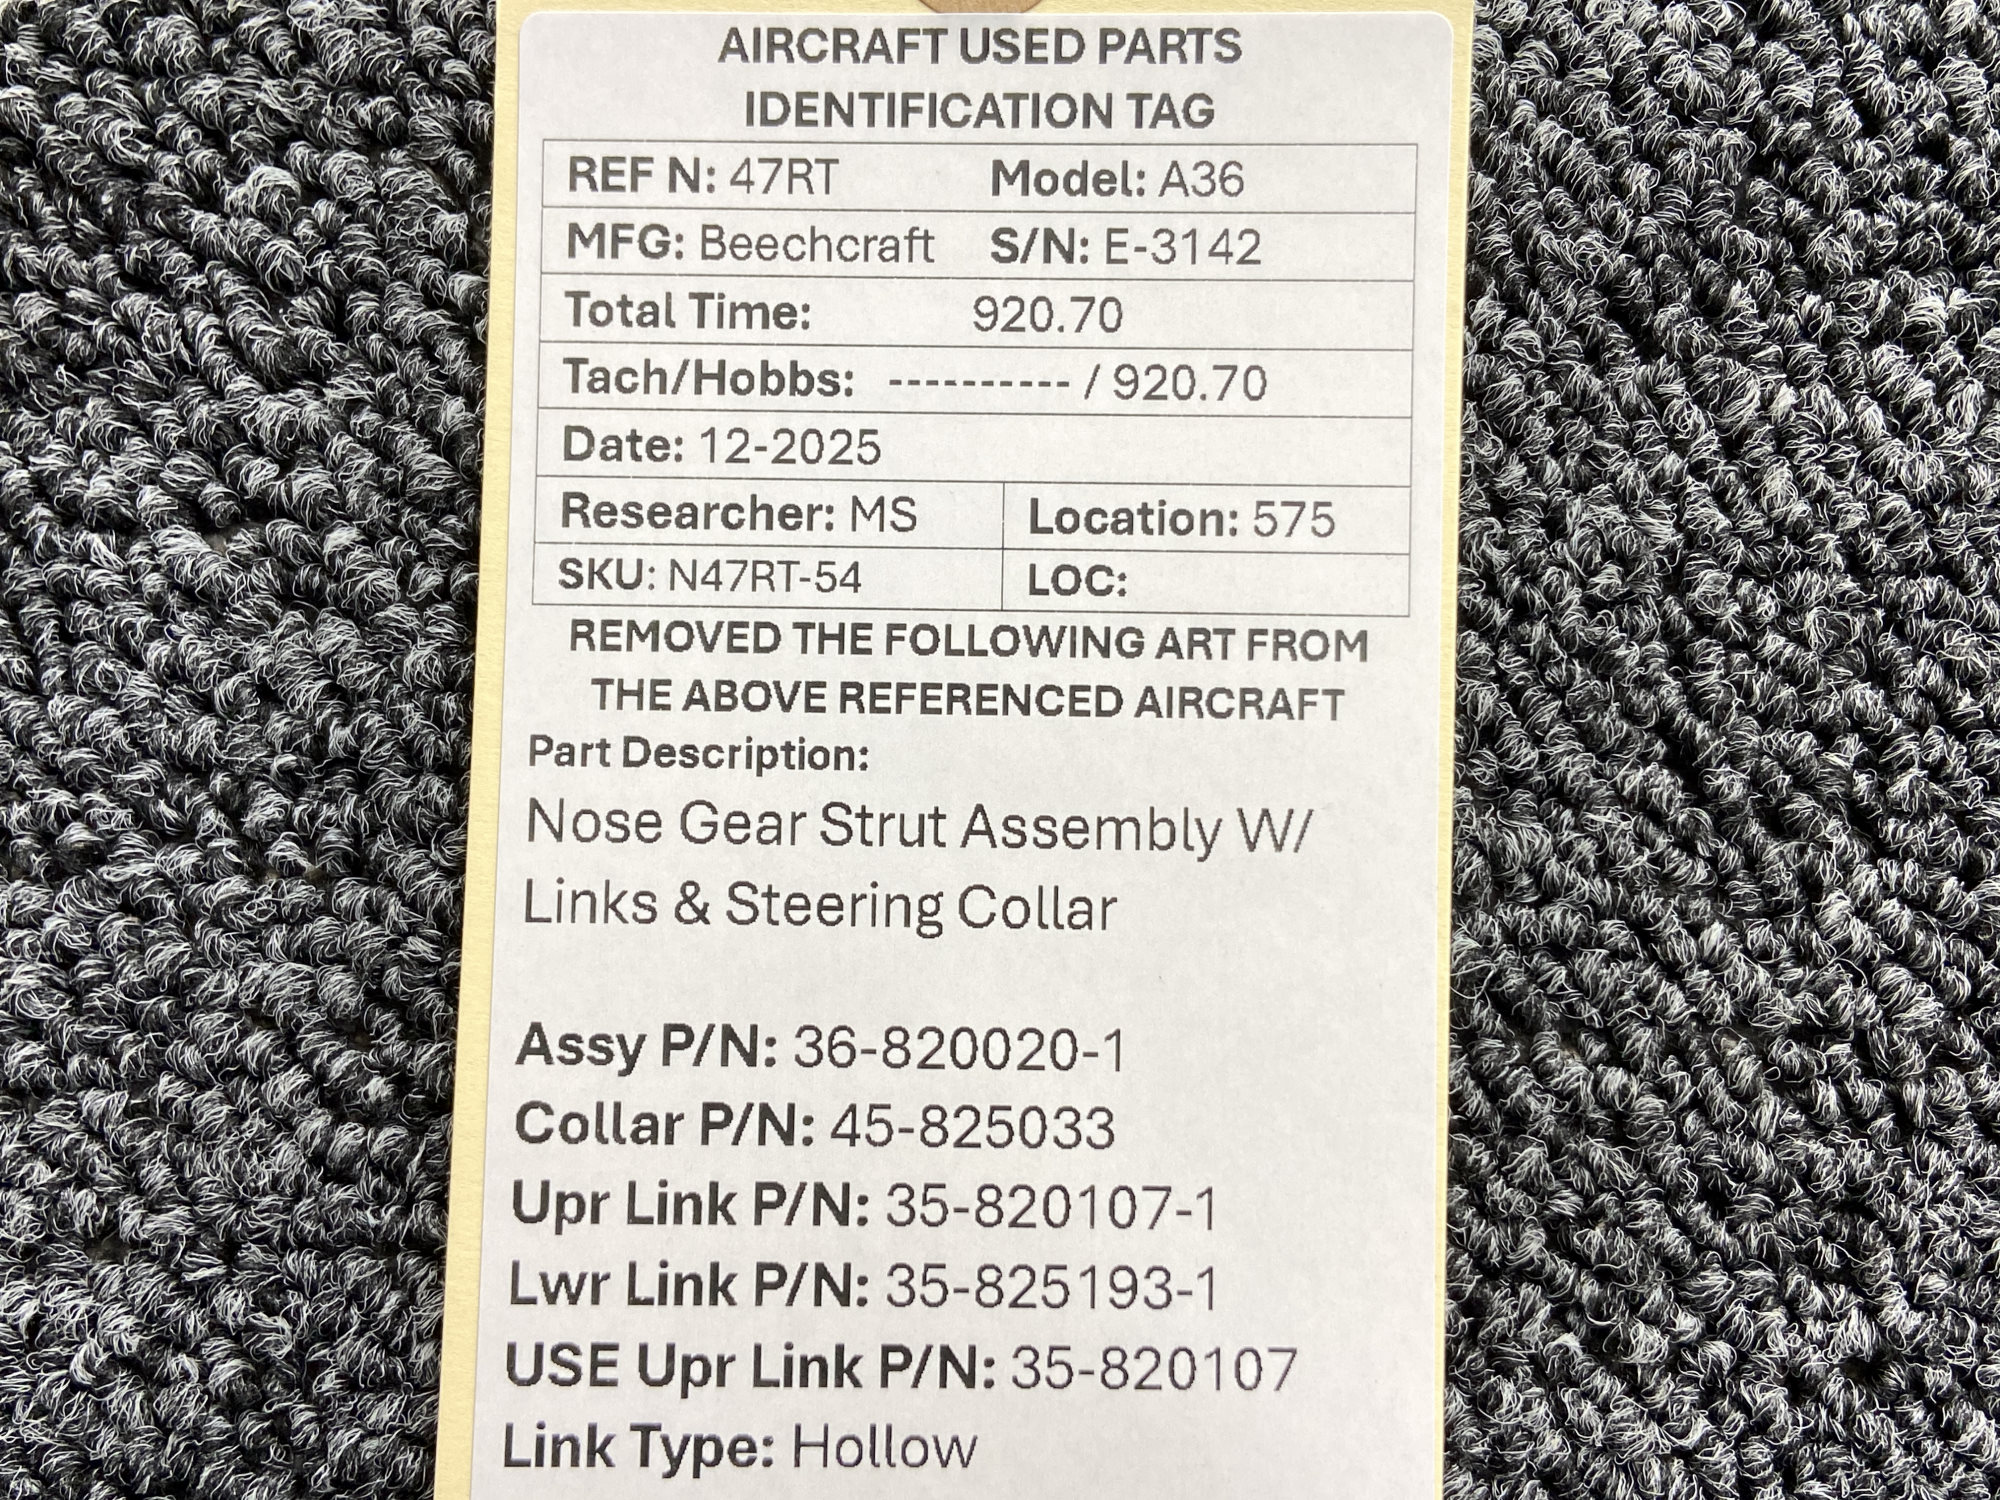 AIRCRAFT USED PARTS
IDENTIFICATION TAG
REF N: 47RT Model: A36
MFG: Beechcraft S/N: E-3142
Total Time: 920.70
Tach/Hobbs: ---------- / 920.70
Date: 12-2025
Researcher: MS Location: 575
SKU: N47RT-54 LOC:
REMOVED THE FOLLOWING ART FROM
THE ABOVE REFERENCED AIRCRAFT
Part Description:
Nose Gear Strut Assembly W/
Links & Steering Collar
Assy P/N: 36-820020-1
Collar P/N: 45-825033
Upr Link P/N: 35-820107-1
Lwr Link P/N: 35-825193-1
USE Upr Link P/N: 35-820107
Link Type: Hollow